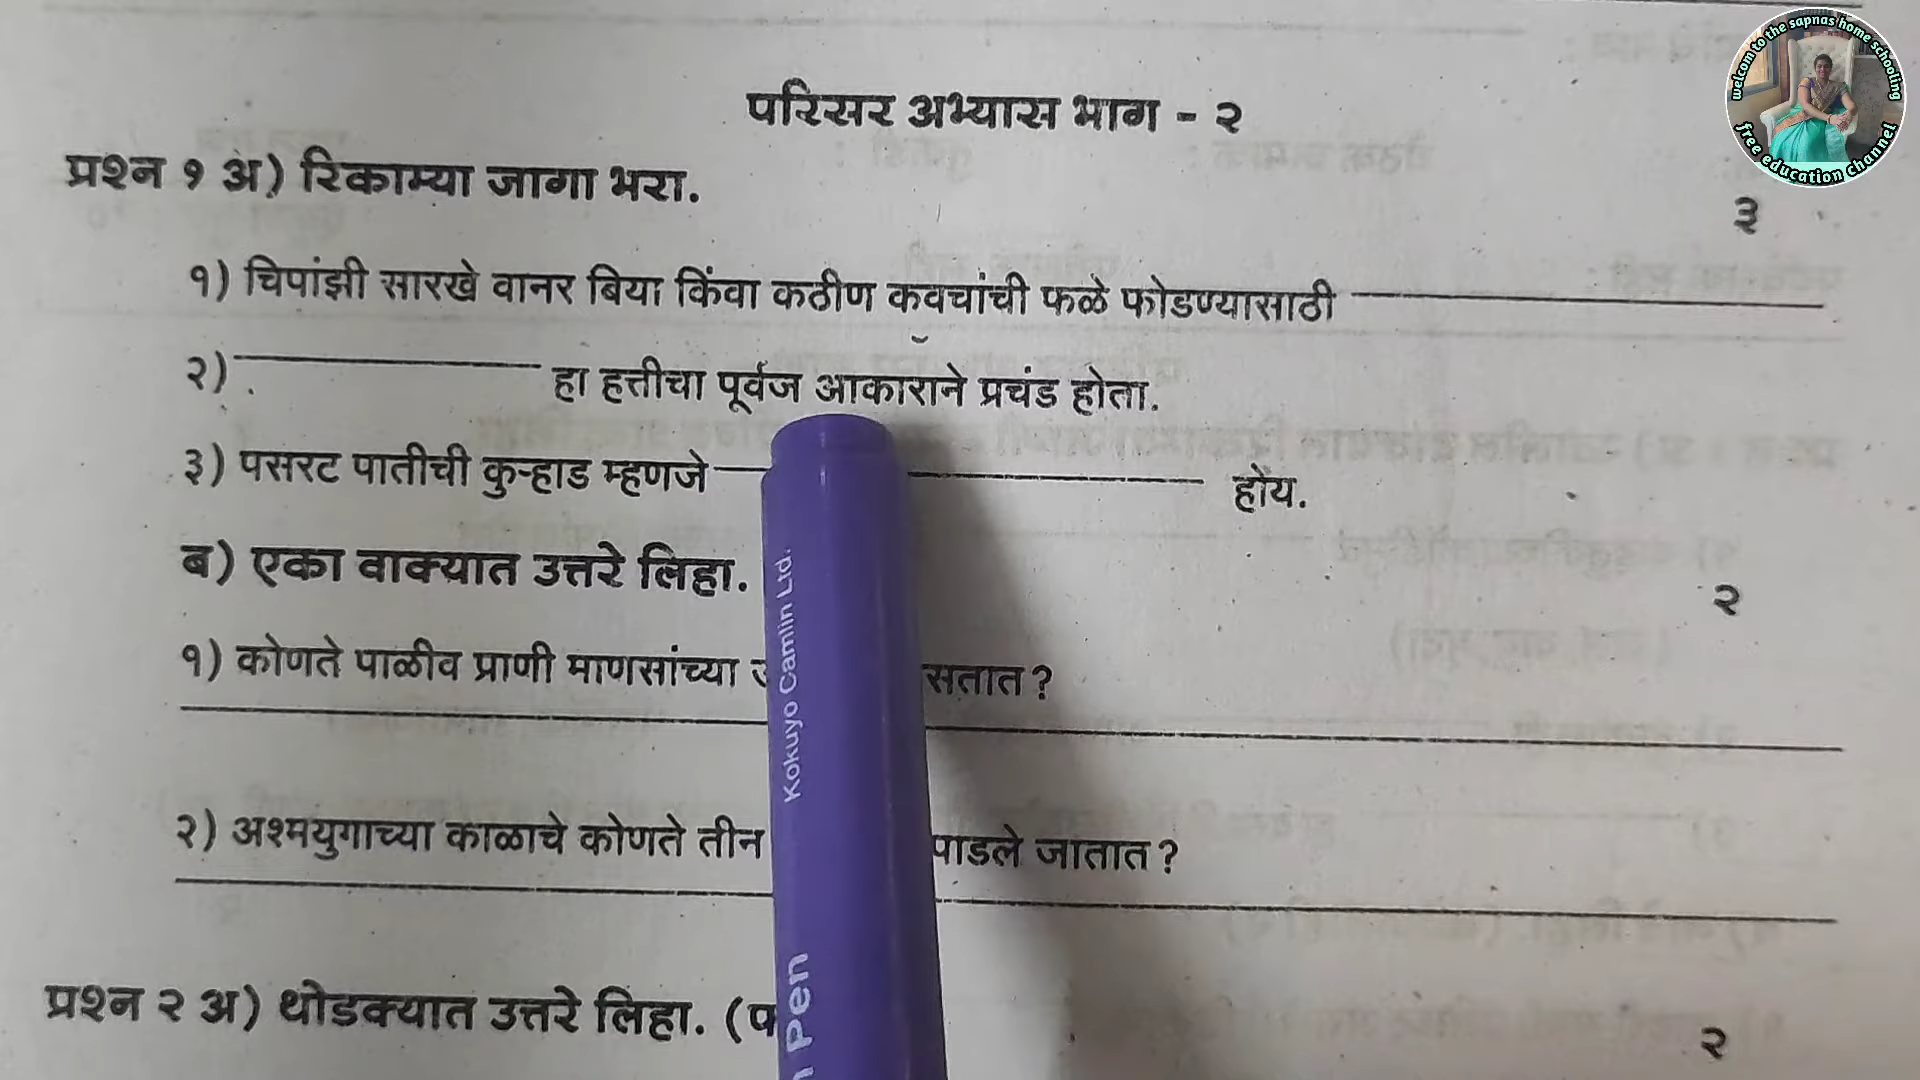 welcom to the sapnas home schooling
free education channel
परिसर अभ्यास भाग - २
प्रश्न १ अ) रिकाम्या जागा भरा.
३
१) चिपांझी सारखे वानर बिया किंवा कठीण कवचांची फळे फोडण्यासाठी
२) हा हत्तीचा पूर्वज आकाराने प्रचंड होता.
३) पसरट पातीची कुऱ्हाड म्हणजे होय.
ब) एका वाक्यात उत्तरे लिहा.
२
१) कोणते पाळीव प्राणी माणसांच्या सतात?
२) अश्मयुगाच्या काळाचे कोणते तीन पाडले जातात?
प्रश्न २ अ) थोडक्यात उत्तरे लिहा.
२
Kokuyo Camlin Ltd.
Pen